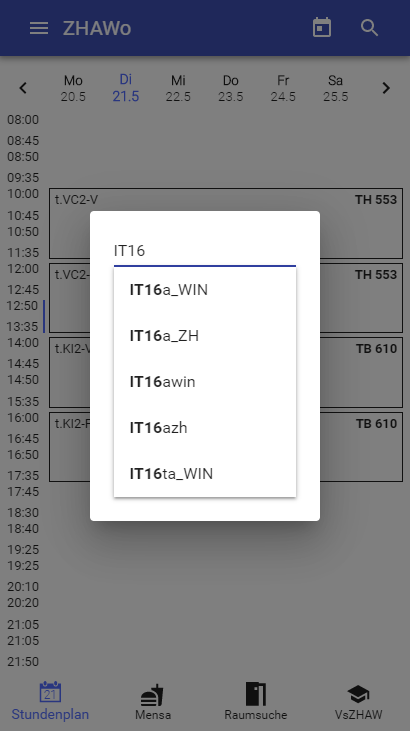 ZHAWo
Mo Di Mi Do Fr Sa
20.5 21.5 22.5 23.5 24.5 25.5
08:00
08:45
08:50
09:35
10:00
t.VC2-V TH 553
10:45
10:50
11:35
12:00
t.VC2- TH 553
12:45
12:50
13:35
14:00
t.KI2-V TB 610
14:45
14:50
15:35
16:00
t.KI2-P TB 610
16:45
16:50
17:35
17:45
18:30
18:40
19:25
19:25
20:10
20:20
21:05
21:05
21:50
IT16
IT16a_WIN
IT16a_ZH
IT16awin
IT16azh
IT16ta_WIN
21
Stundenplan Mensa Raumsuche VsZHAW